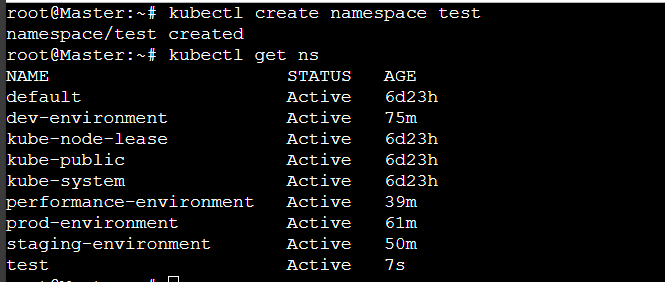 root@Master:~# kubectl create namespace test
namespace/test created
root@Master:~# kubectl get ns
NAME STATUS AGE
default Active 6d23h
dev-environment Active 75m
kube-node-lease Active 6d23h
kube-public Active 6d23h
kube-system Active 6d23h
performance-environment Active 39m
prod-environment Active 61m
staging-environment Active 50m
test Active 7s
root@Master:~#